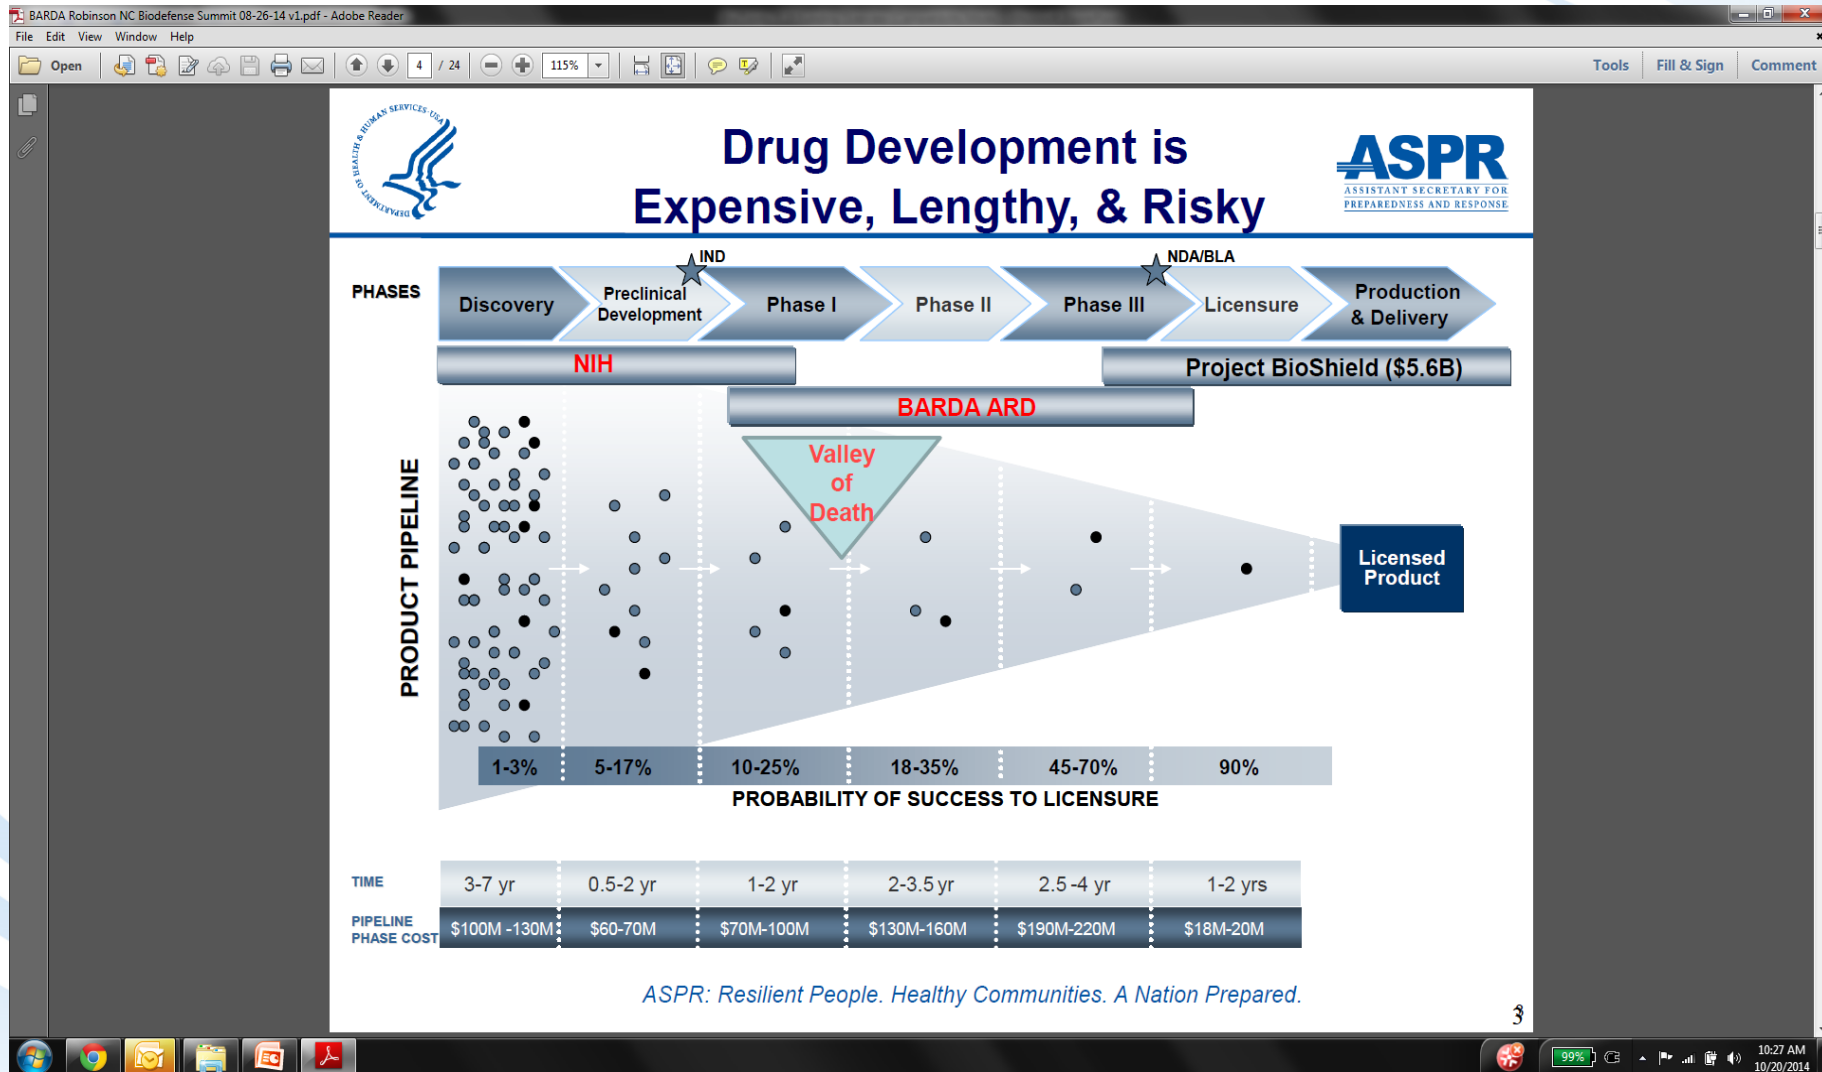 BARDA Robinson NC Biodefense Summit 08-26-14 v1.pdf - Adobe Reader
File Edit View Window Help
Open 4 / 24 115% Tools Fill & Sign Comment
DEPARTMENT OF HEALTH & HUMAN SERVICES·USA
Drug Development is
Expensive, Lengthy, & Risky
ASPR
ASSISTANT SECRETARY FOR
PREPAREDNESS AND RESPONSE
IND
NDA/BLA
PHASES
Discovery
Preclinical
Development
Phase I
Phase II
Phase III
Licensure
Production
& Delivery
NIH
Project BioShield ($5.6B)
BARDA ARD
Valley
of
Death
PRODUCT PIPELINE
Licensed
Product
1-3% 5-17% 10-25% 18-35% 45-70% 90%
PROBABILITY OF SUCCESS TO LICENSURE
TIME 3-7 yr 0.5-2 yr 1-2 yr 2-3.5 yr 2.5 -4 yr 1-2 yrs
PIPELINE
PHASE COST $100M -130M $60-70M $70M-100M $130M-160M $190M-220M $18M-20M
ASPR: Resilient People. Healthy Communities. A Nation Prepared.
3
99%
10:27 AM
10/20/2014